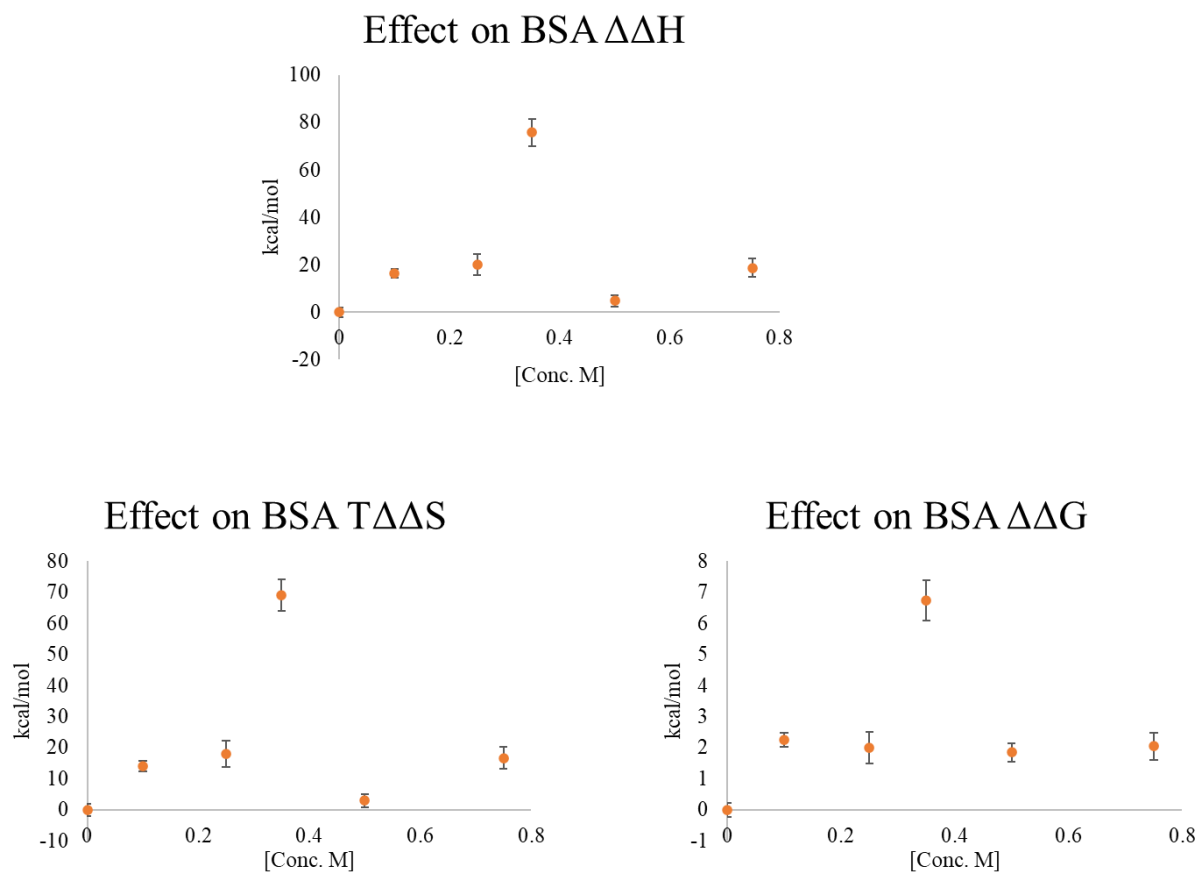 Effect on BSA ΔΔH
100
80
60
40
20
0
-20
kcal/mol
0 0.2 0.4 0.6 0.8
[Conc. M]
Effect on BSA TΔΔS
80
70
60
50
40
30
20
10
0
-10
kcal/mol
0 0.2 0.4 0.6 0.8
[Conc. M]
Effect on BSA ΔΔG
8
7
6
5
4
3
2
1
0
-1
kcal/mol
0 0.2 0.4 0.6 0.8
[Conc. M]